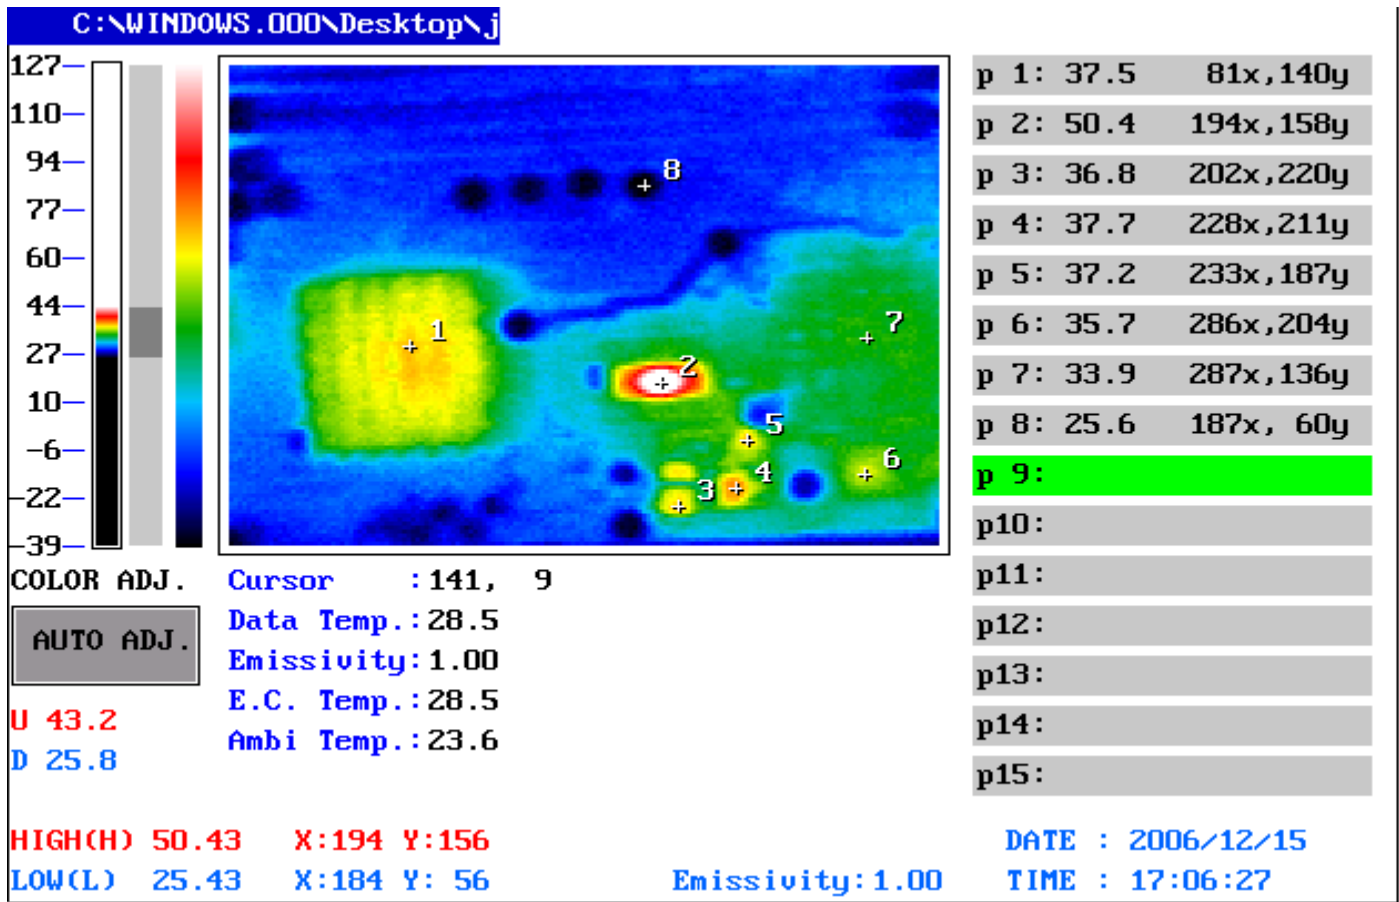 C:\WINDOWS.000\Desktop\j
127
110
94
77
60
44
27
10
-6
-22
-39
COLOR ADJ.
AUTO ADJ.
U 43.2
D 25.8
8
1
7
2
5
6
4
3
Cursor :141, 9
Data Temp.:28.5
Emissivity:1.00
E.C. Temp.:28.5
Ambi Temp.:23.6
p 1: 37.5 81x,140y
p 2: 50.4 194x,158y
p 3: 36.8 202x,220y
p 4: 37.7 228x,211y
p 5: 37.2 233x,187y
p 6: 35.7 286x,204y
p 7: 33.9 287x,136y
p 8: 25.6 187x, 60y
p 9:
p10:
p11:
p12:
p13:
p14:
p15:
HIGH(H) 50.43 X:194 Y:156
LOW(L) 25.43 X:184 Y: 56
Emissivity:1.00
DATE : 2006/12/15
TIME : 17:06:27